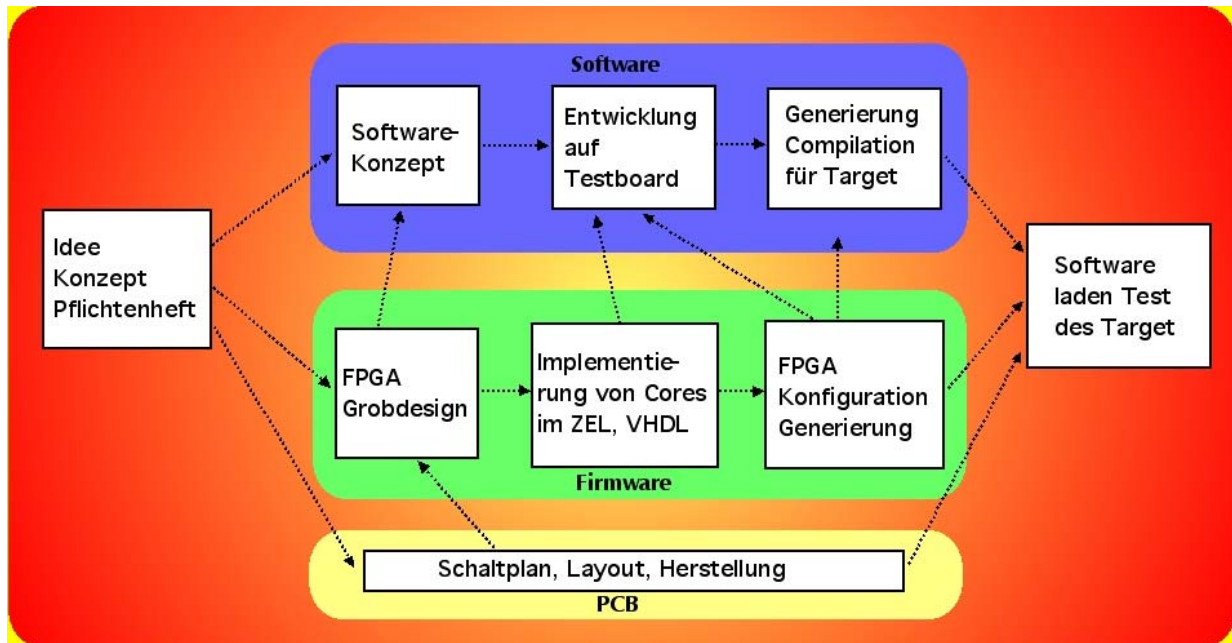 Software
Software-
Konzept
Entwicklung
auf
Testboard
Generierung
Compilation
für Target
Idee
Konzept
Pflichtenheft
Software
laden Test
des Target
FPGA
Grobdesign
Implementie-
rung von Cores
im ZEL, VHDL
FPGA
Konfiguration
Generierung
Firmware
Schaltplan, Layout, Herstellung
PCB